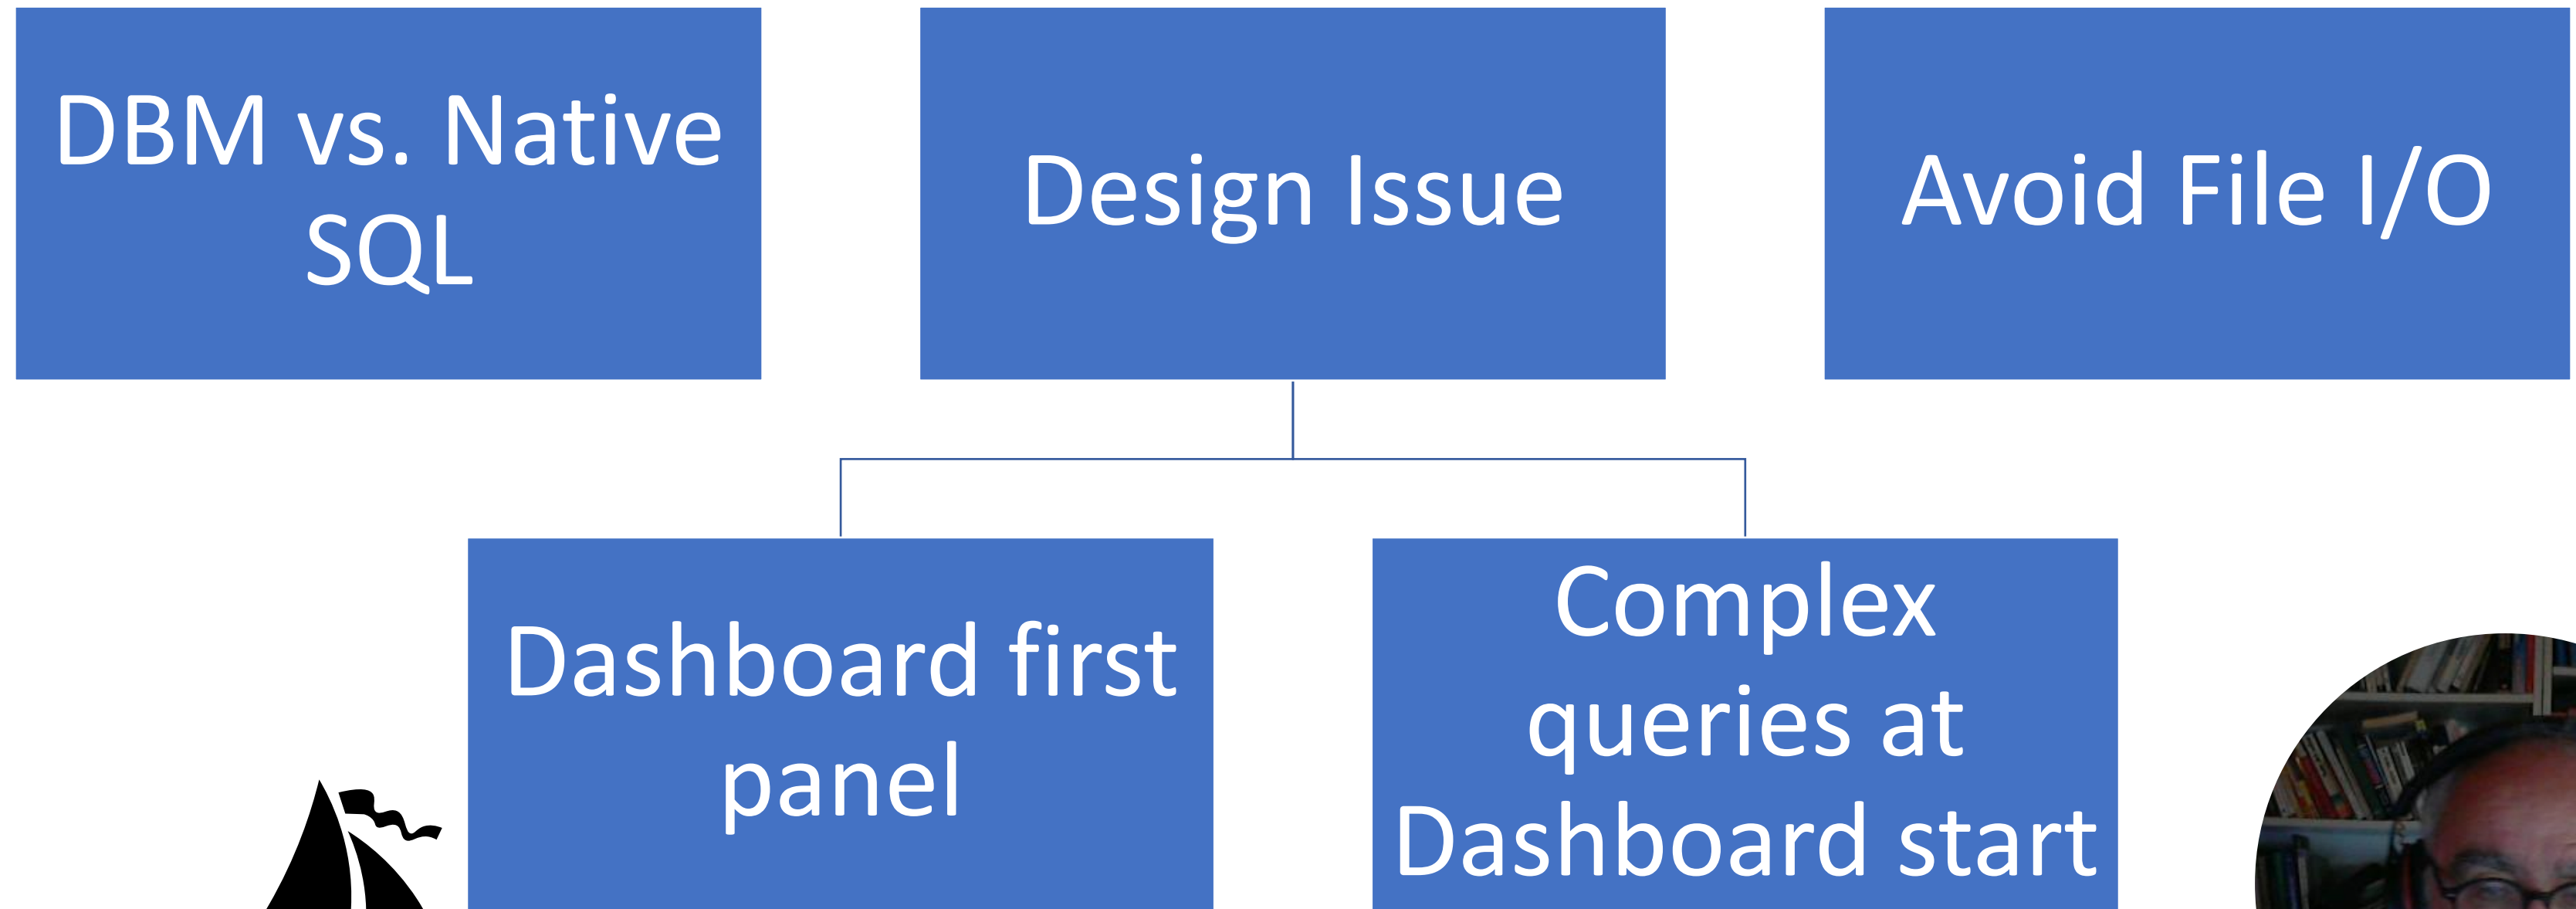 DBM vs. Native
SQL
Design Issue
Avoid File I/O
Dashboard first
panel
Complex
queries at
Dashboard start